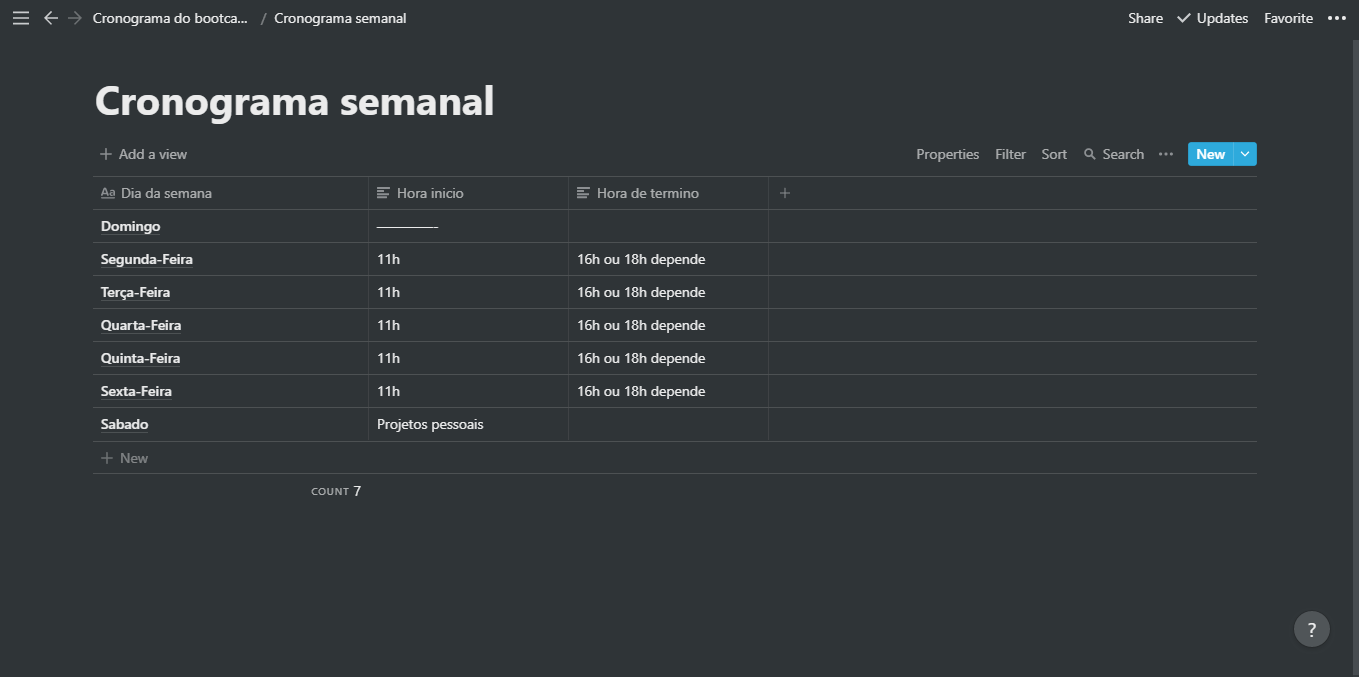 Cronograma do bootca... / Cronograma semanal Share Updates Favorite
Cronograma semanal
Add a view Properties Filter Sort Search New
Aa Dia da semana Hora inicio Hora de termino
Domingo —————-
Segunda-Feira 11h 16h ou 18h depende
Terça-Feira 11h 16h ou 18h depende
Quarta-Feira 11h 16h ou 18h depende
Quinta-Feira 11h 16h ou 18h depende
Sexta-Feira 11h 16h ou 18h depende
Sabado Projetos pessoais
New
COUNT 7
?